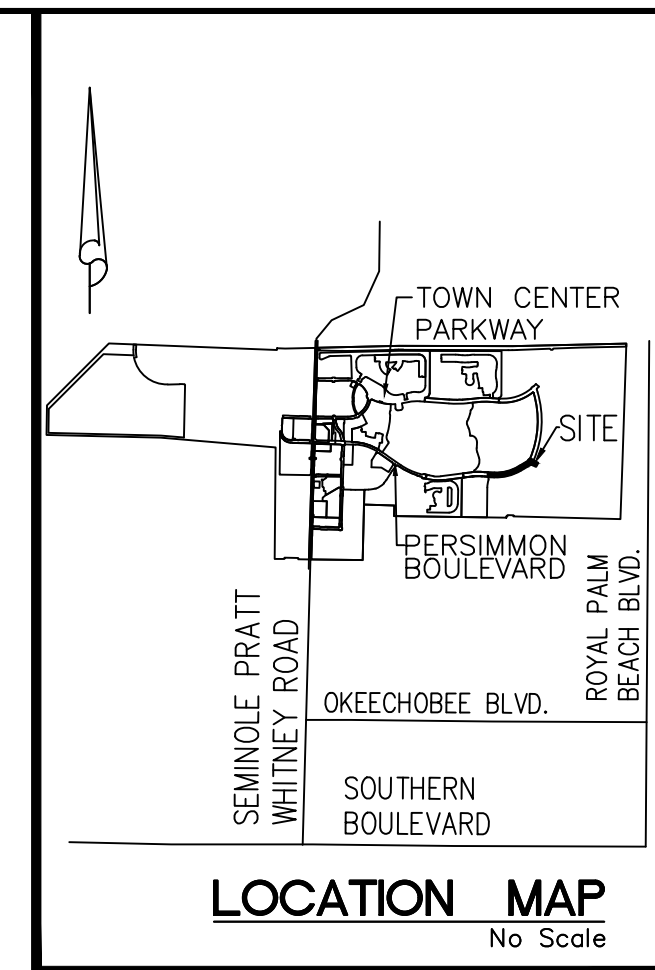 TOWN CENTER
PARKWAY
SITE
PERSIMMON
BOULEVARD
ROYAL PALM
BEACH BLVD.
SEMINOLE PRATT
WHITNEY ROAD
OKEECHOBEE BLVD.
SOUTHERN
BOULEVARD
LOCATION MAP
No Scale